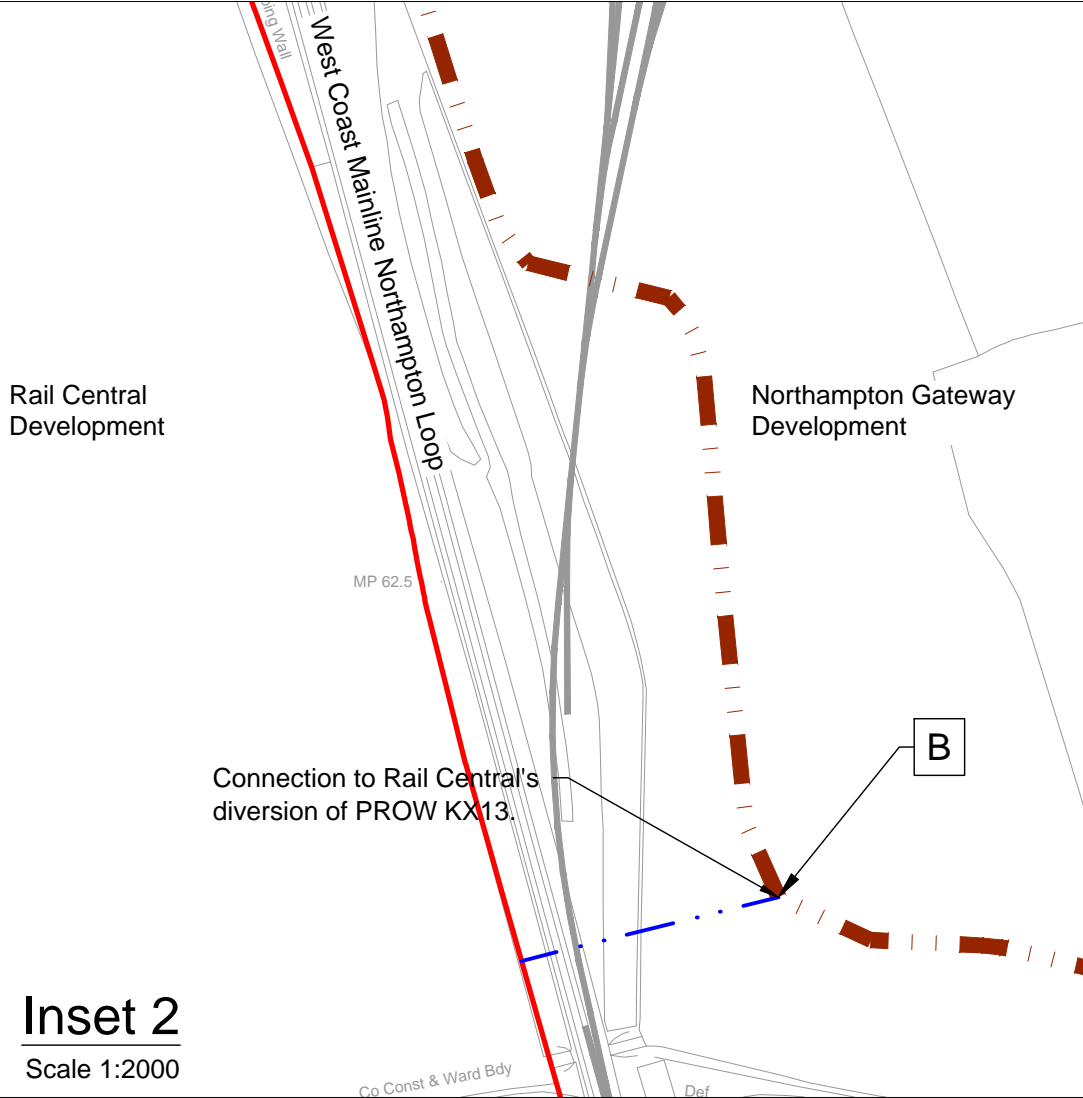 West Coast Mainline Northampton Loop
Rail Central
Development
Northampton Gateway
Development
MP 62.5
B
Connection to Rail Central's
diversion of PROW KX13.
Inset 2
Scale 1:2000
Co Const & Ward Bdy
Def